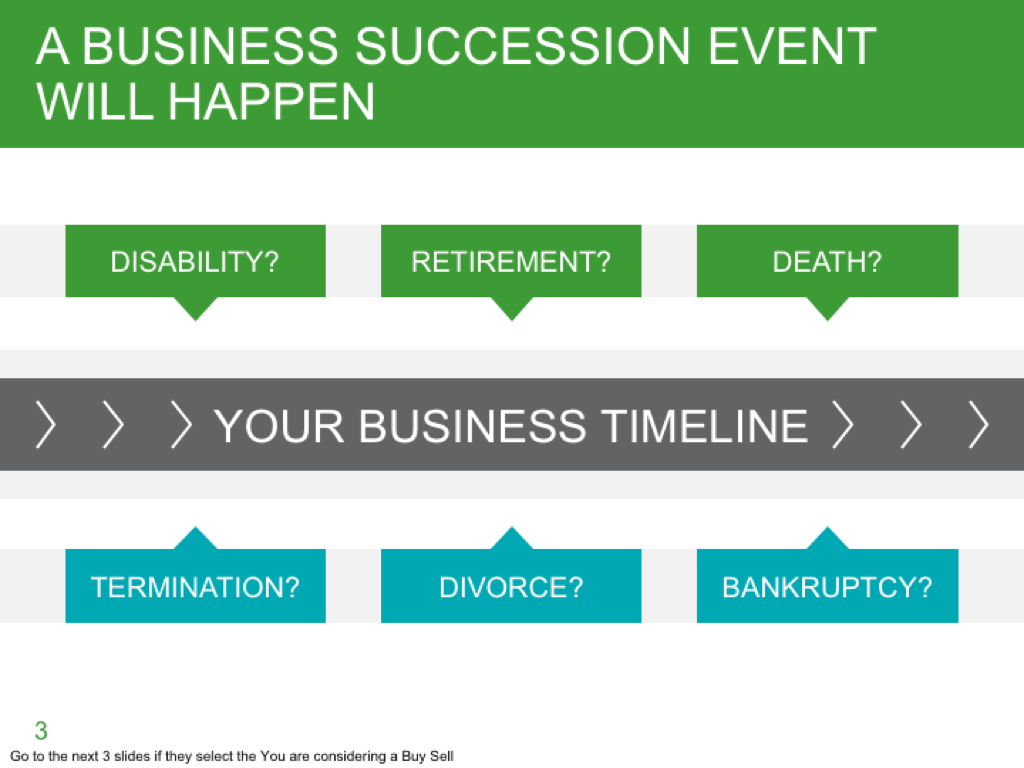 A BUSINESS SUCCESSION EVENT
WILL HAPPEN
DISABILITY?
RETIREMENT?
DEATH?
YOUR BUSINESS TIMELINE
TERMINATION?
DIVORCE?
BANKRUPTCY?
3
Go to the next 3 slides if they select the You are considering a Buy Sell